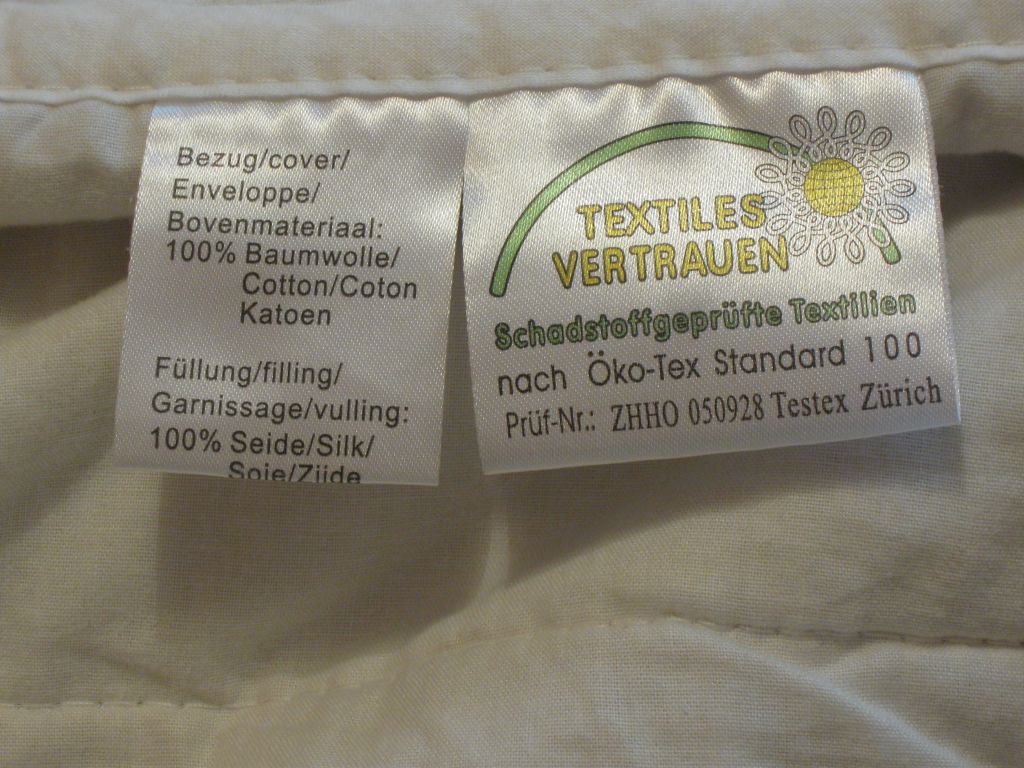 Bezug/cover/
Enveloppe/
Bovenmateriaal:
100% Baumwolle/
Cotton/Coton
Katoen
Füllung/filling/
Garnissage/vulling:
100% Seide/Silk/
Soie/Zijde
TEXTILES
VERTRAUEN
Schadstoffgeprüfte Textilien
nach Öko-Tex Standard 100
Prüf-Nr.: ZHHO 050928 Testex Zürich